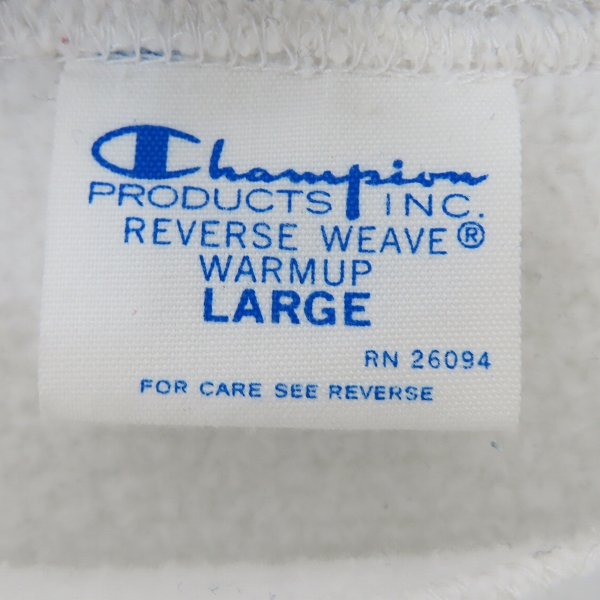 Champion
PRODUCTS INC.
REVERSE WEAVE®
WARMUP
LARGE
RN 26094
FOR CARE SEE REVERSE